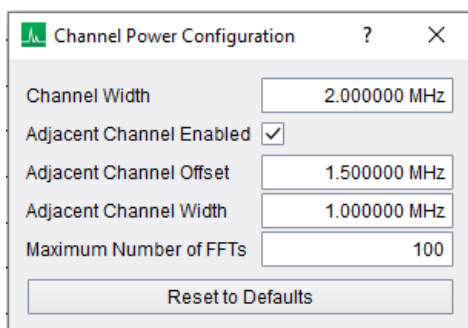 Channel Power Configuration ?
Channel Width 2.000000 MHz
Adjacent Channel Enabled
Adjacent Channel Offset 1.500000 MHz
Adjacent Channel Width 1.000000 MHz
Maximum Number of FFTs 100
Reset to Defaults